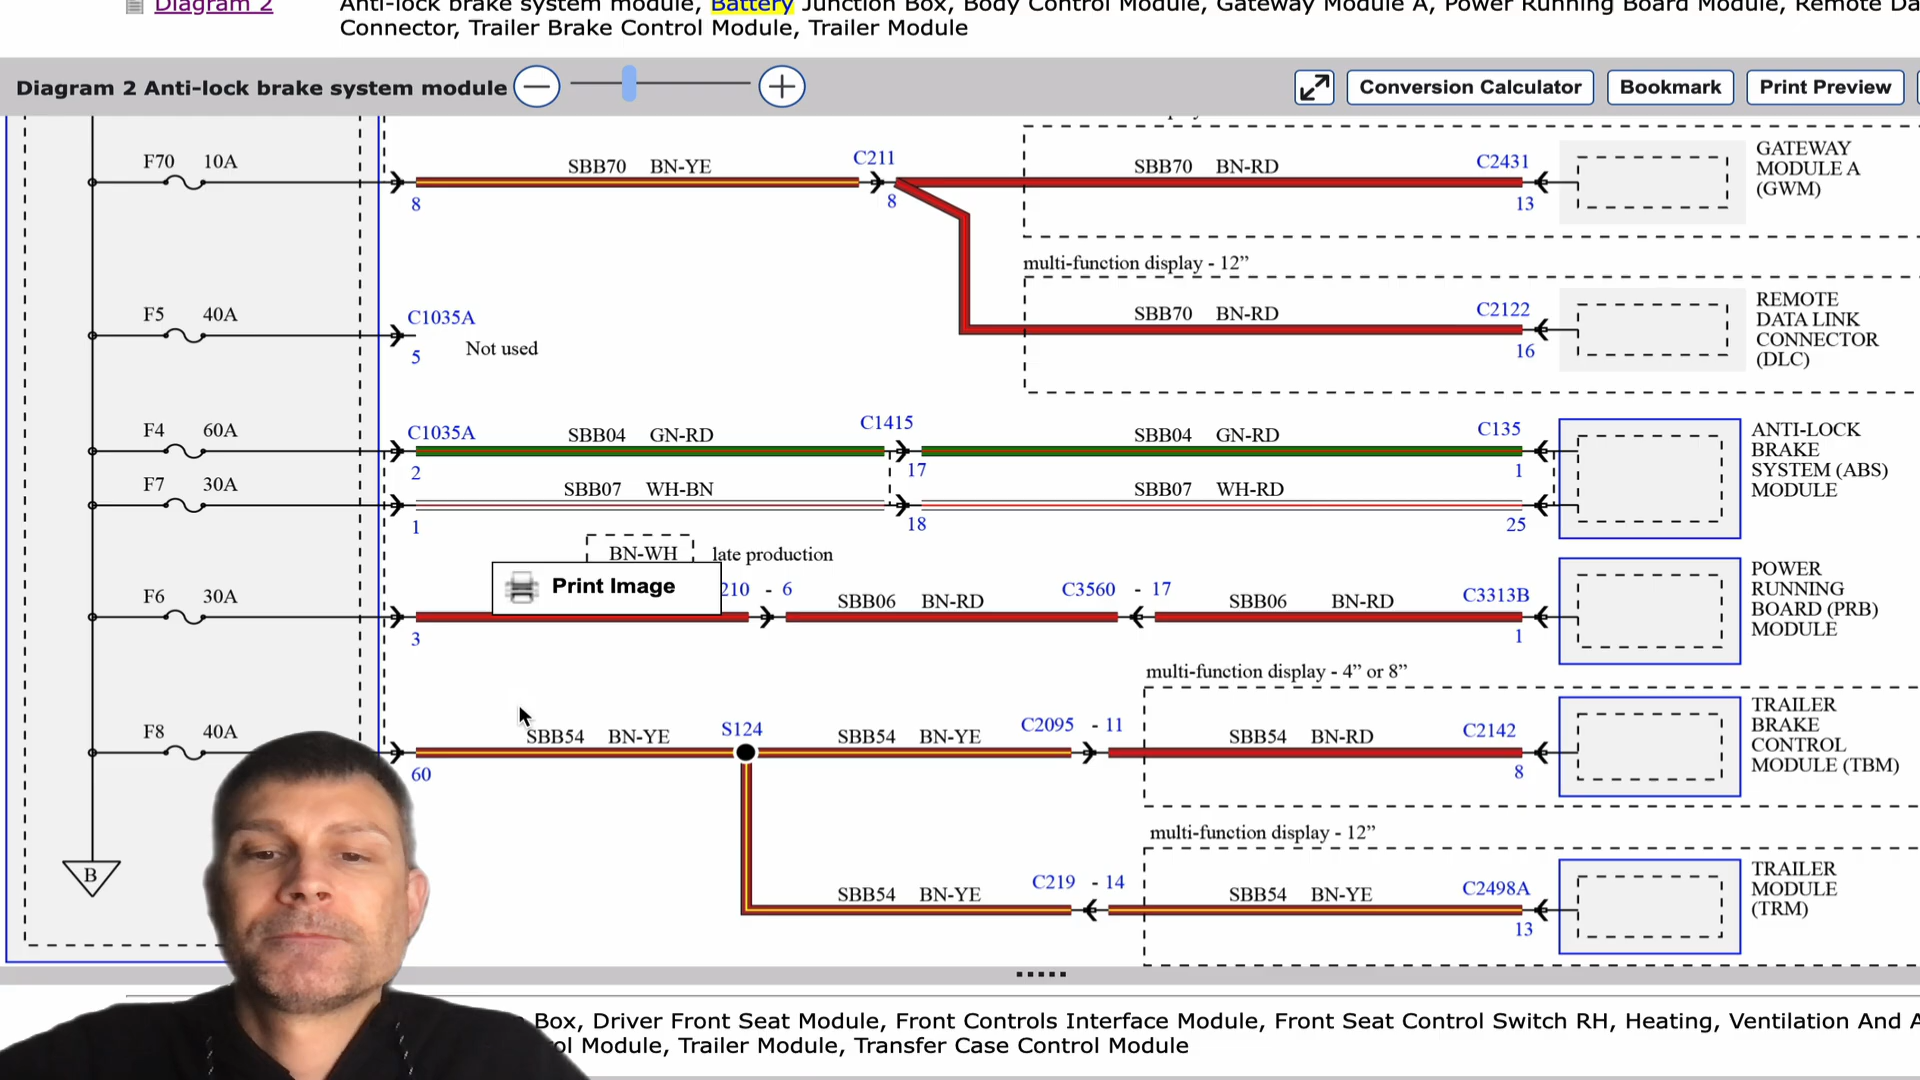 Diagram 2
Anti-lock brake system module, Battery Junction Box, Body Control Module, Gateway Module A, Power Running Board Module, Remote Da
Connector, Trailer Brake Control Module, Trailer Module
Diagram 2 Anti-lock brake system module
Conversion Calculator
Bookmark
Print Preview
F70 10A
8
SBB70 BN-YE
C211
8
SBB70 BN-RD
C2431
13
GATEWAY
MODULE A
(GWM)
multi-function display - 12”
SBB70 BN-RD
C2122
16
REMOTE
DATA LINK
CONNECTOR
(DLC)
F5 40A
C1035A
5
Not used
F4 60A
C1035A
2
SBB04 GN-RD
C1415
17
SBB04 GN-RD
C135
1
ANTI-LOCK
BRAKE
SYSTEM (ABS)
MODULE
F7 30A
1
SBB07 WH-BN
18
SBB07 WH-RD
25
BN-WH late production
Print Image
F6 30A
3
210 - 6
SBB06 BN-RD
C3560 - 17
SBB06 BN-RD
C3313B
1
POWER
RUNNING
BOARD (PRB)
MODULE
multi-function display - 4” or 8”
F8 40A
60
SBB54 BN-YE
S124
SBB54 BN-YE
C2095 - 11
SBB54 BN-RD
C2142
8
TRAILER
BRAKE
CONTROL
MODULE (TBM)
multi-function display - 12”
SBB54 BN-YE
C219 - 14
SBB54 BN-YE
C2498A
13
TRAILER
MODULE
(TRM)
B
Box, Driver Front Seat Module, Front Controls Interface Module, Front Seat Control Switch RH, Heating, Ventilation And A
ol Module, Trailer Module, Transfer Case Control Module